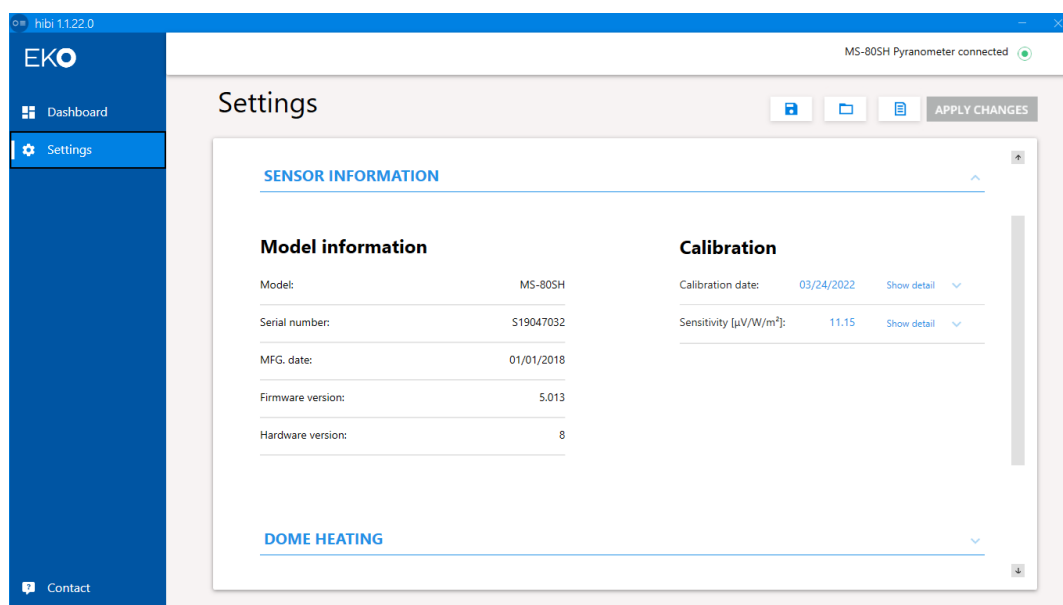 hibi 1.1.22.0
EKO
MS-80SH Pyranometer connected
Dashboard
Settings
Settings
APPLY CHANGES
SENSOR INFORMATION
Model information
Model: MS-80SH
Serial number: S19047032
MFG. date: 01/01/2018
Firmware version: 5.013
Hardware version: 8
Calibration
Calibration date: 03/24/2022 Show detail
Sensitivity [µV/W/m²]: 11.15 Show detail
DOME HEATING
Contact